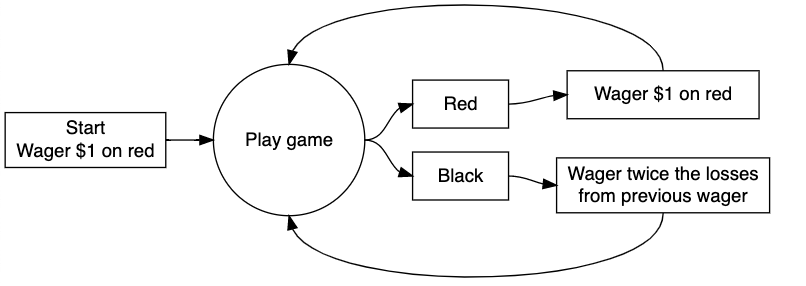 Start
Wager $1 on red
Play game
Red
Wager $1 on red
Black
Wager twice the losses
from previous wager